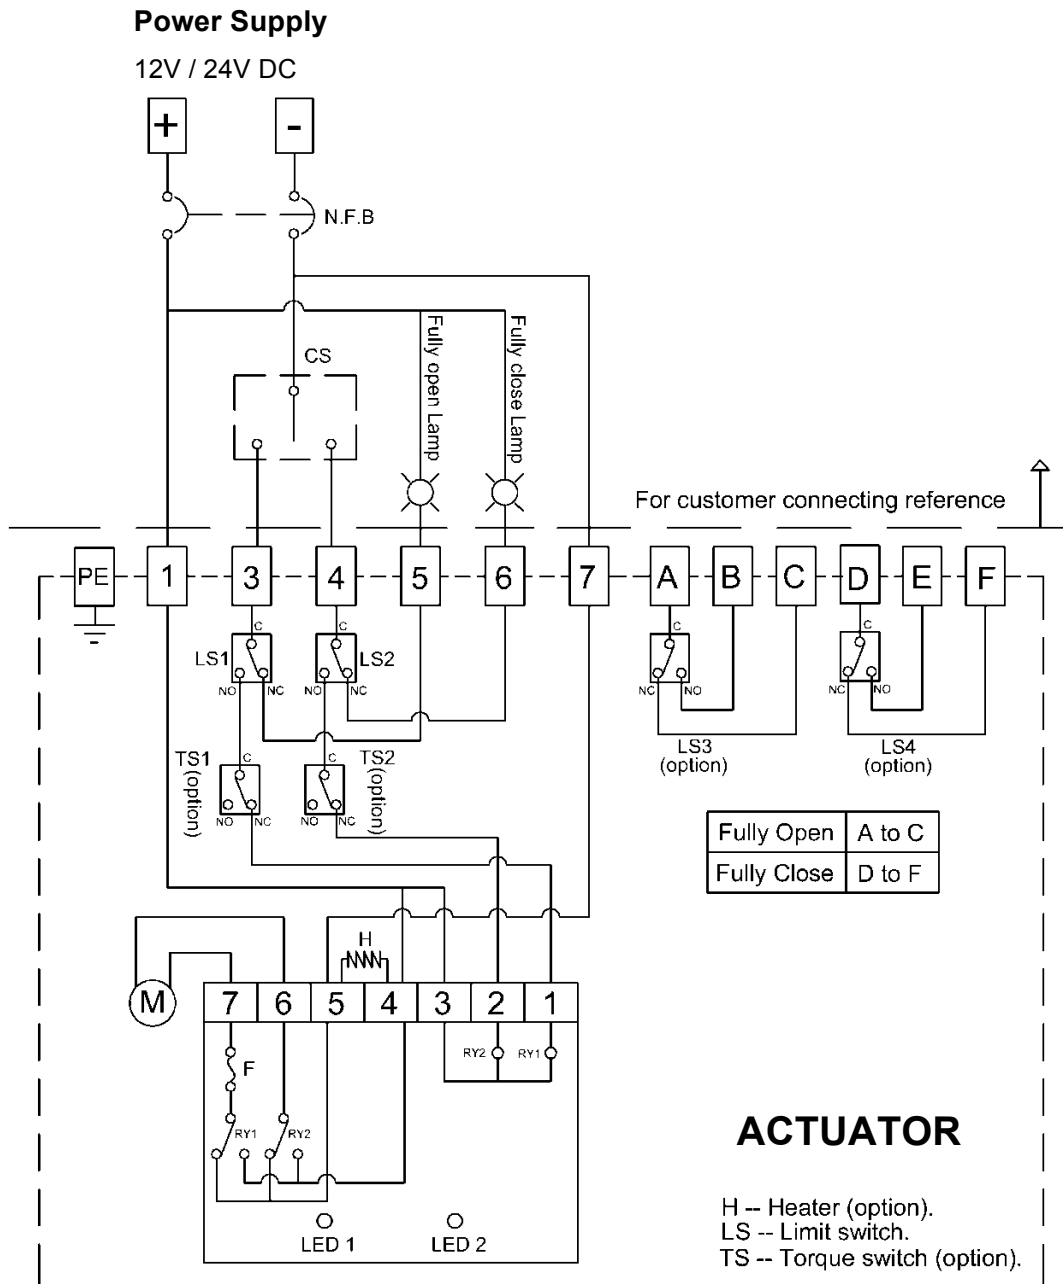 Power Supply
12V / 24V DC
+ -
N.F.B
CS
Fully open Lamp
Fully close Lamp
For customer connecting reference
PE 1 3 4 5 6 7 A B C D E F
C C C C
LS1 LS2
NO NC NO NC NC NO NC NO
LS3
(option)
LS4
(option)
TS1
(option)
C C
TS2
(option)
NO NC NO NC
Fully Open A to C
Fully Close D to F
H
M
7 6 5 4 3 2 1
RY2 RY1
F
RY1 RY2
LED 1 LED 2
ACTUATOR
H -- Heater (option).
LS -- Limit switch.
TS -- Torque switch (option).